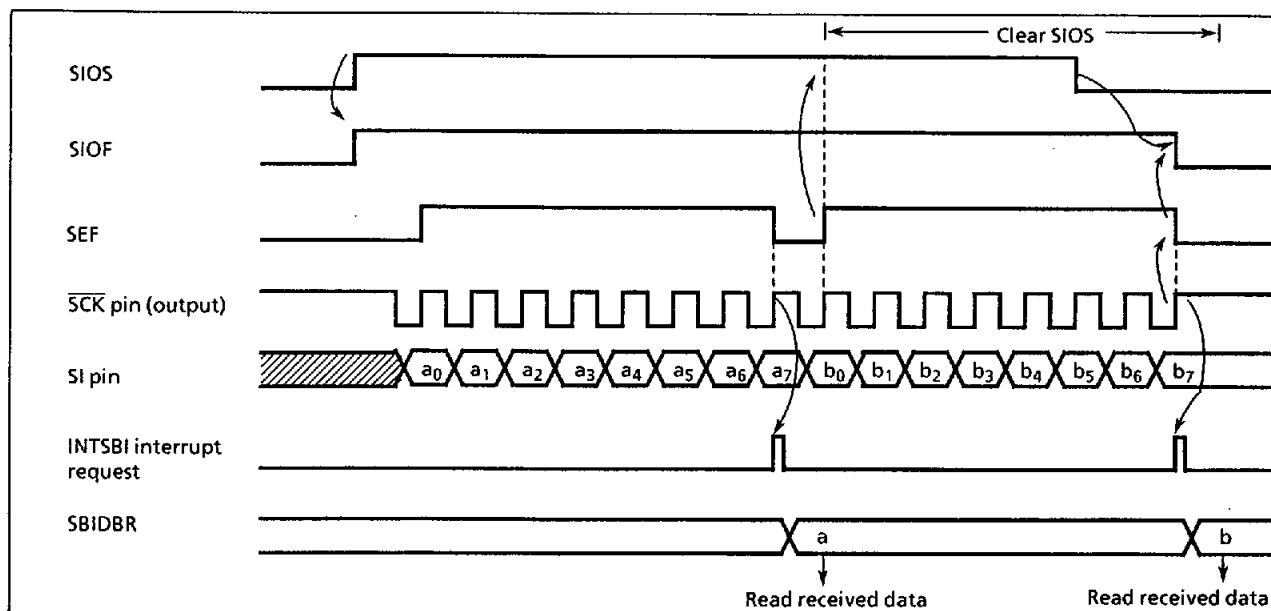 Clear SIOS
SIOS
SIOF
SEF
SCK pin (output)
SI pin
a0 a1 a2 a3 a4 a5 a6 a7 b0 b1 b2 b3 b4 b5 b6 b7
INTSBI interrupt
request
SBIDBR
a b
Read received data Read received data